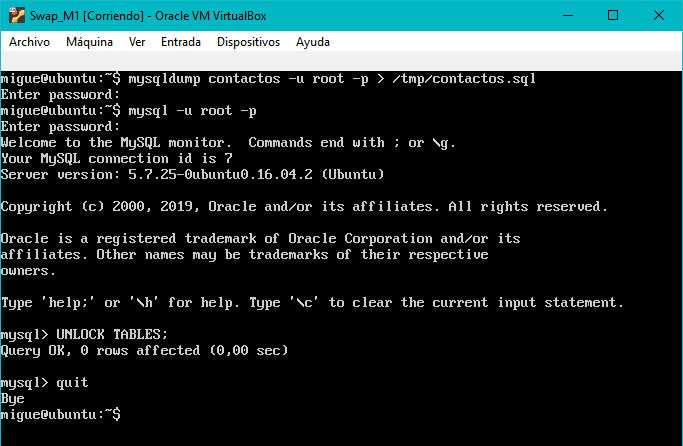 Swap_M1 [Corriendo] - Oracle VM VirtualBox
Archivo Máquina Ver Entrada Dispositivos Ayuda
migue@ubuntu:~$ mysqldump contactos -u root -p > /tmp/contactos.sql
Enter password:
migue@ubuntu:~$ mysql -u root -p
Enter password:
Welcome to the MySQL monitor.  Commands end with ; or \g.
Your MySQL connection id is 7
Server version: 5.7.25-0ubuntu0.16.04.2 (Ubuntu)
Copyright (c) 2000, 2019, Oracle and/or its affiliates. All rights reserved.
Oracle is a registered trademark of Oracle Corporation and/or its
affiliates. Other names may be trademarks of their respective
owners.
Type 'help;' or '\h' for help. Type '\c' to clear the current input statement.
mysql> UNLOCK TABLES;
Query OK, 0 rows affected (0,00 sec)
mysql> quit
Bye
migue@ubuntu:~$